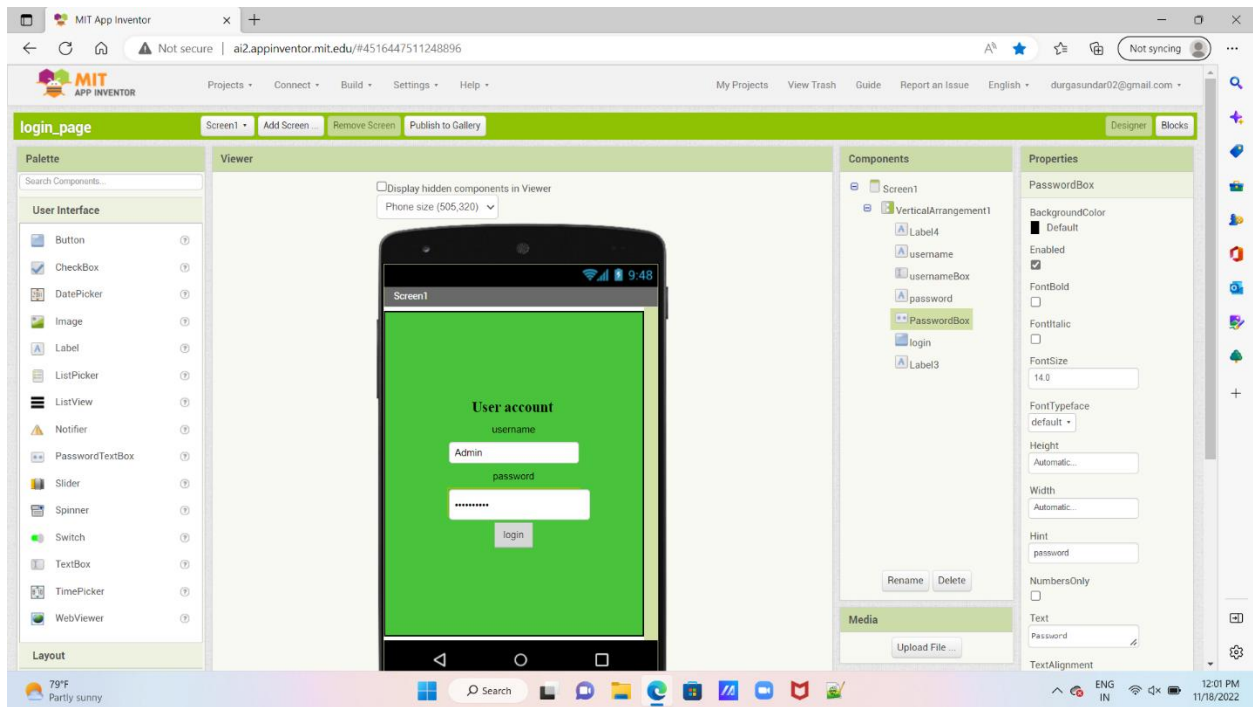 MIT App Inventor
Not secure | ai2.appinventor.mit.edu/#4516447511248896
Not syncing
MIT
APP INVENTOR
Projects Connect Build Settings Help My Projects View Trash Guide Report an Issue English durgasundar02@gmail.com
login_page Screen1 Add Screen ... Remove Screen Publish to Gallery Designer Blocks
Palette
Search Components...
User Interface
Button
CheckBox
DatePicker
Image
Label
ListPicker
ListView
Notifier
PasswordTextBox
Slider
Spinner
Switch
TextBox
TimePicker
WebViewer
Layout
Viewer
Display hidden components in Viewer
Phone size (505,320)
9:48
Screen1
User account
username
Admin
password
••••••••••
login
Components
Screen1
VerticalArrangement1
Label4
username
usernameBox
password
PasswordBox
login
Label3
Rename Delete
Media
Upload File ...
Properties
PasswordBox
BackgroundColor
Default
Enabled
FontBold
FontItalic
FontSize
14.0
FontTypeface
default
Height
Automatic...
Width
Automatic...
Hint
password
NumbersOnly
Text
Password
TextAlignment
79°F
Partly sunny
Search
ENG
IN
12:01 PM
11/18/2022